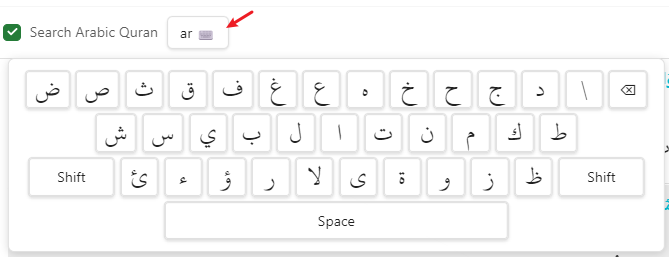 Search Arabic Quran ar
ض ص ث ق ف غ ع ه خ ح ج د \
ش س ي ب ل ا ت ن م ك ط
Shift ئ ء ؤ ر لا ى ة و ز ظ Shift
Space